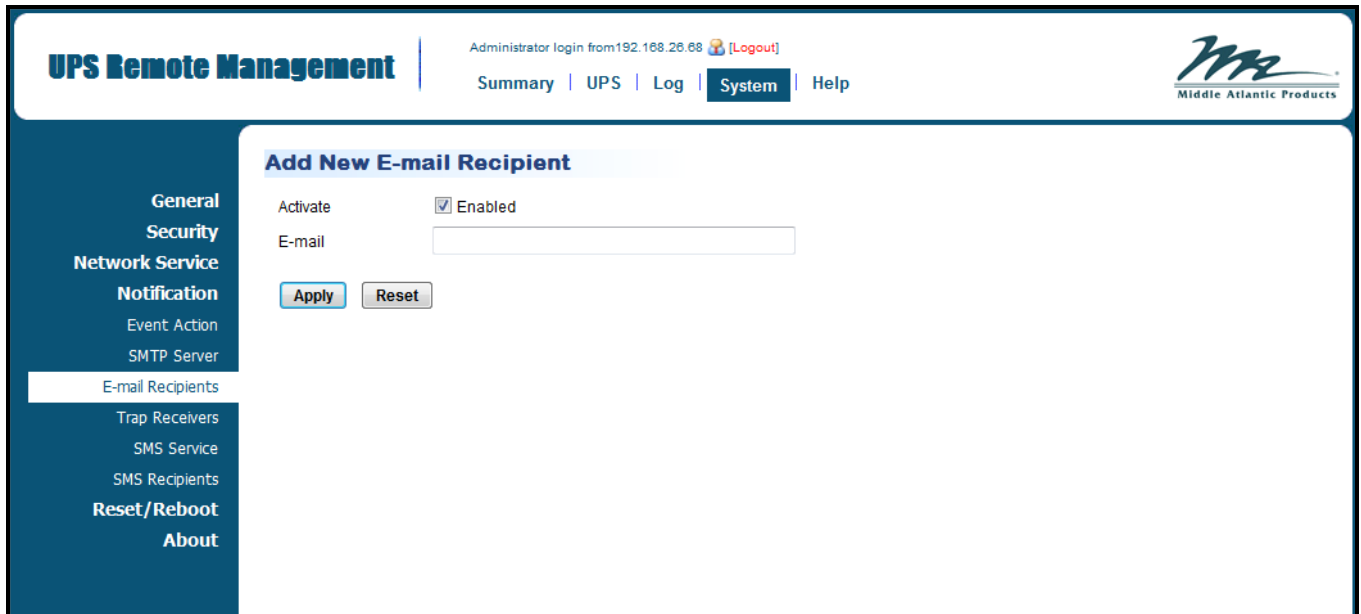 UPS Remote Management
Administrator login from192.168.26.68 [Logout]
Summary | UPS | Log | System | Help
Middle Atlantic Products
General
Security
Network Service
Notification
Event Action
SMTP Server
E-mail Recipients
Trap Receivers
SMS Service
SMS Recipients
Reset/Reboot
About
Add New E-mail Recipient
Activate Enabled
E-mail
Apply Reset